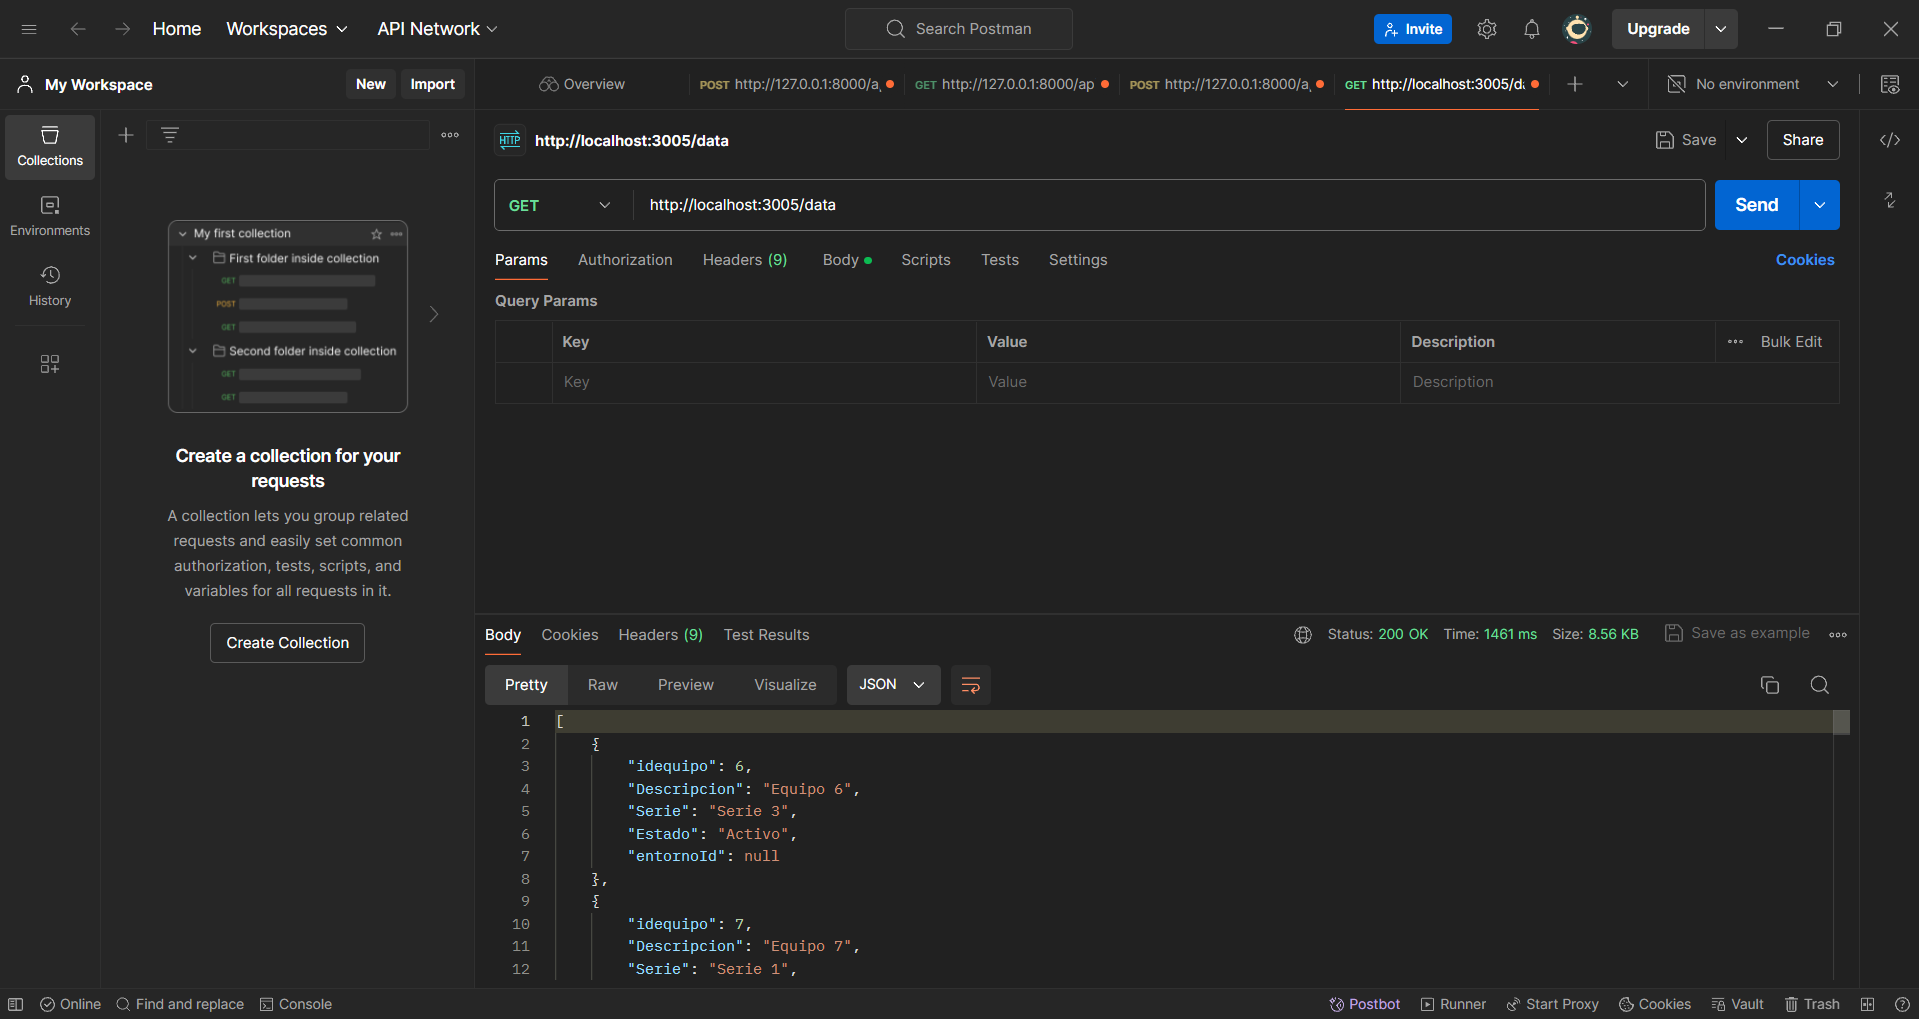 Home Workspaces API Network Search Postman Invite Upgrade
My Workspace New Import Overview POST http://127.0.0.1:8000/a GET http://127.0.0.1:8000/ap POST http://127.0.0.1:8000/a GET http://localhost:3005/da No environment
Collections
Environments
History
My first collection
First folder inside collection
GET
POST
GET
Second folder inside collection
GET
GET
Create a collection for your
requests
A collection lets you group related
requests and easily set common
authorization, tests, scripts, and
variables for all requests in it.
Create Collection
HTTP http://localhost:3005/data Save Share
GET http://localhost:3005/data Send
Params Authorization Headers (9) Body Scripts Tests Settings Cookies
Query Params
Key Value Description Bulk Edit
Key Value Description
Body Cookies Headers (9) Test Results Status: 200 OK Time: 1461 ms Size: 8.56 KB Save as example
Pretty Raw Preview Visualize JSON
1 [
2 {
3 "idequipo": 6,
4 "Descripcion": "Equipo 6",
5 "Serie": "Serie 3",
6 "Estado": "Activo",
7 "entornoId": null
8 },
9 {
10 "idequipo": 7,
11 "Descripcion": "Equipo 7",
12 "Serie": "Serie 1",
Online Find and replace Console Postbot Runner Start Proxy Cookies Vault Trash